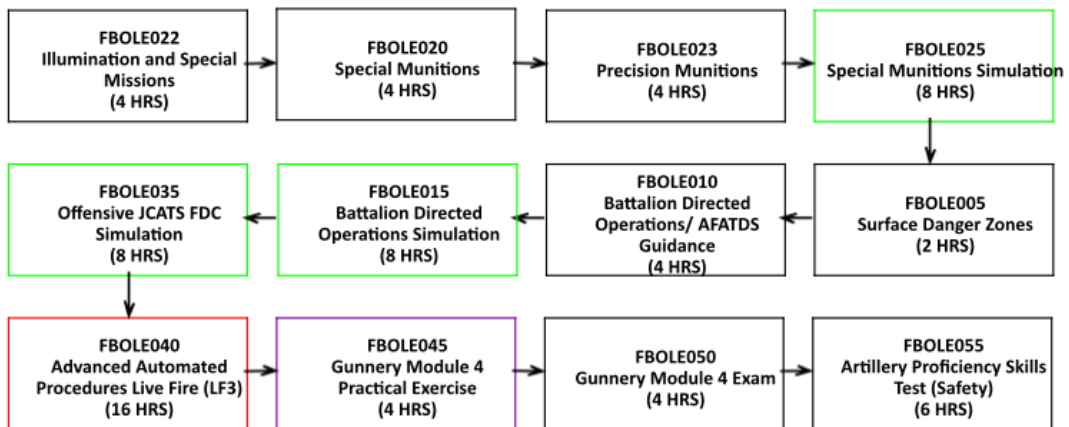 FBOLE022
Illumination and Special
Missions
(4 HRS)
FBOLE020
Special Munitions
(4 HRS)
FBOLE023
Precision Munitions
(4 HRS)
FBOLE025
Special Munitions Simulation
(8 HRS)
FBOLE035
Offensive JCATS FDC
Simulation
(8 HRS)
FBOLE015
Battalion Directed
Operations Simulation
(8 HRS)
FBOLE010
Battalion Directed
Operations/ AFATDS
Guidance
(4 HRS)
FBOLE005
Surface Danger Zones
(2 HRS)
FBOLE040
Advanced Automated
Procedures Live Fire (LF3)
(16 HRS)
FBOLE045
Gunnery Module 4
Practical Exercise
(4 HRS)
FBOLE050
Gunnery Module 4 Exam
(4 HRS)
FBOLE055
Artillery Proficiency Skills
Test (Safety)
(6 HRS)